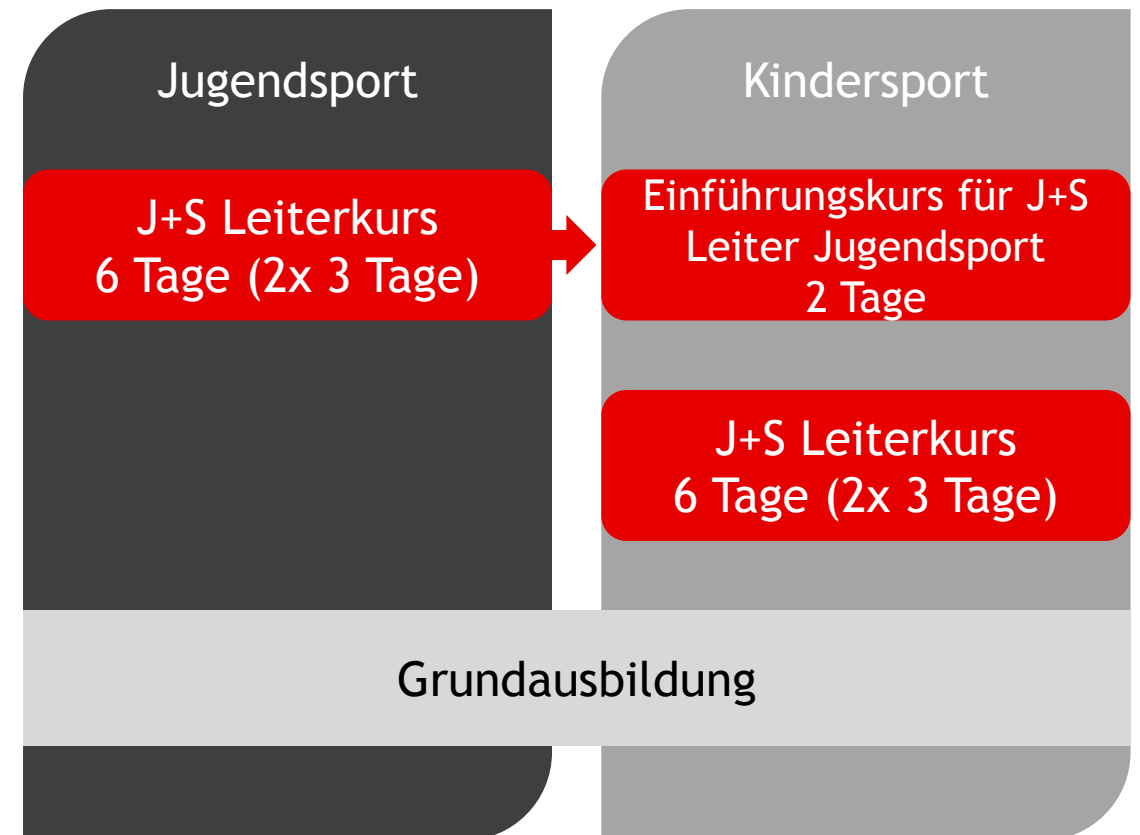 Jugendsport
J+S Leiterkurs
6 Tage (2x 3 Tage)
Kindersport
Einführungskurs für J+S
Leiter Jugendsport
2 Tage
J+S Leiterkurs
6 Tage (2x 3 Tage)
Grundausbildung